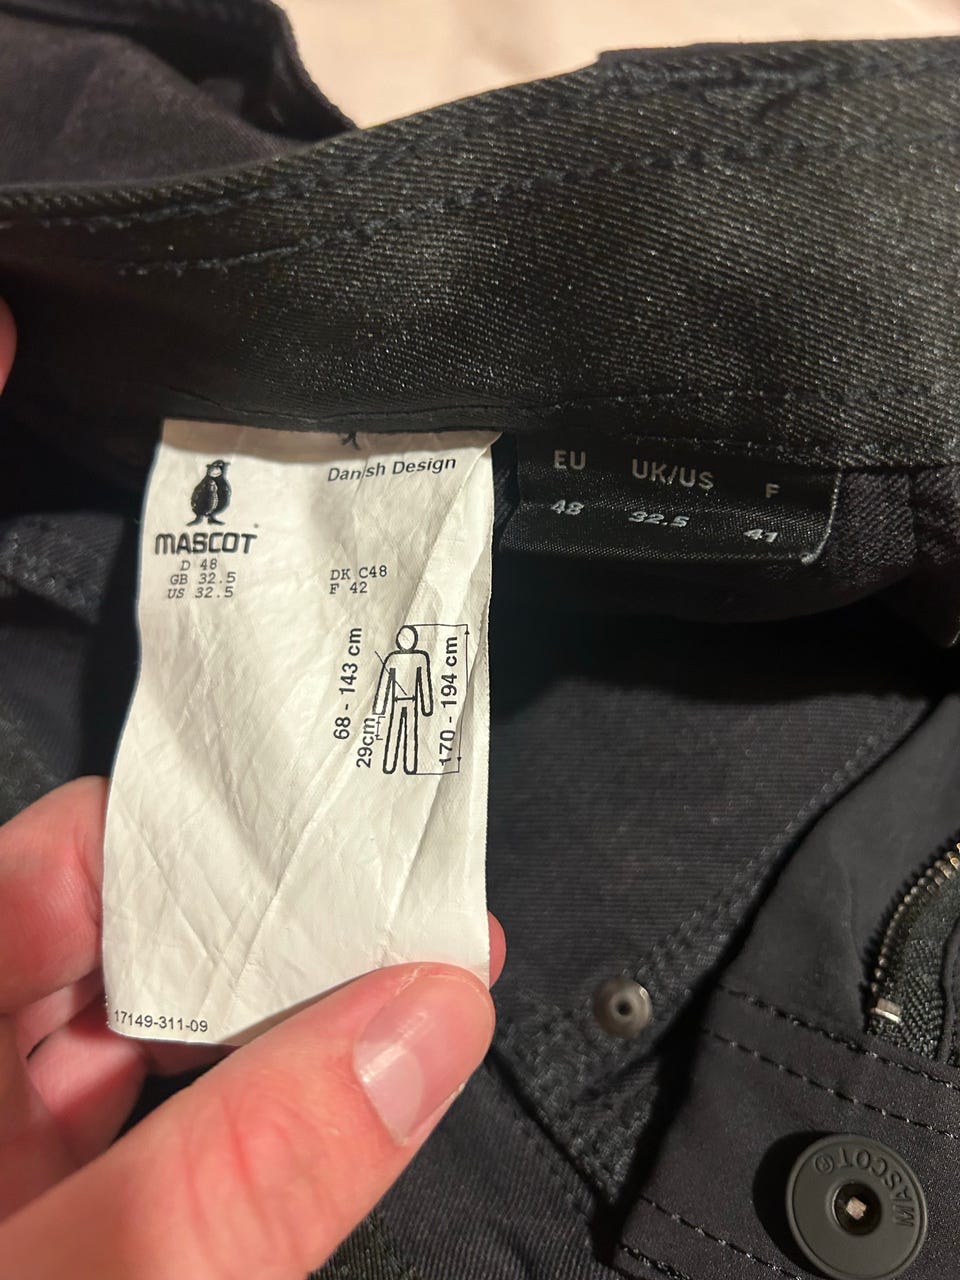 Danish Design
MASCOT
D 48
GB 32.5
US 32.5
DK C48
F 42
68 - 143 cm
29cm
170 - 194 cm
17149-311-09
EU UK/US F
48 32.5 41
MASCOT®